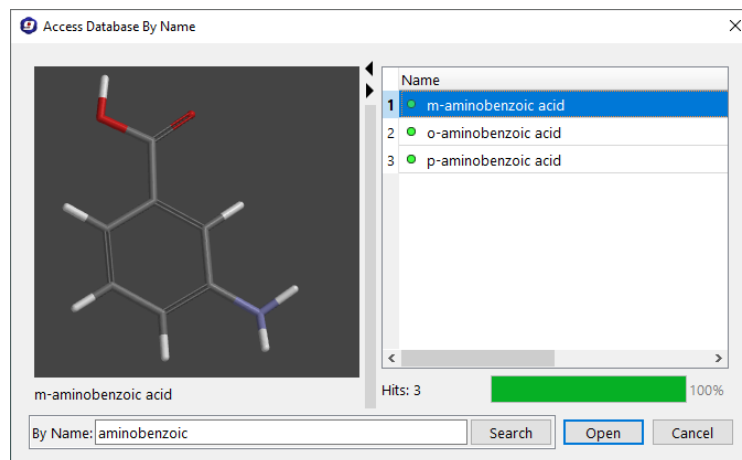 Access Database By Name
Name
1 m-aminobenzoic acid
2 o-aminobenzoic acid
3 p-aminobenzoic acid
m-aminobenzoic acid
Hits: 3 100%
By Name: aminobenzoic Search Open Cancel